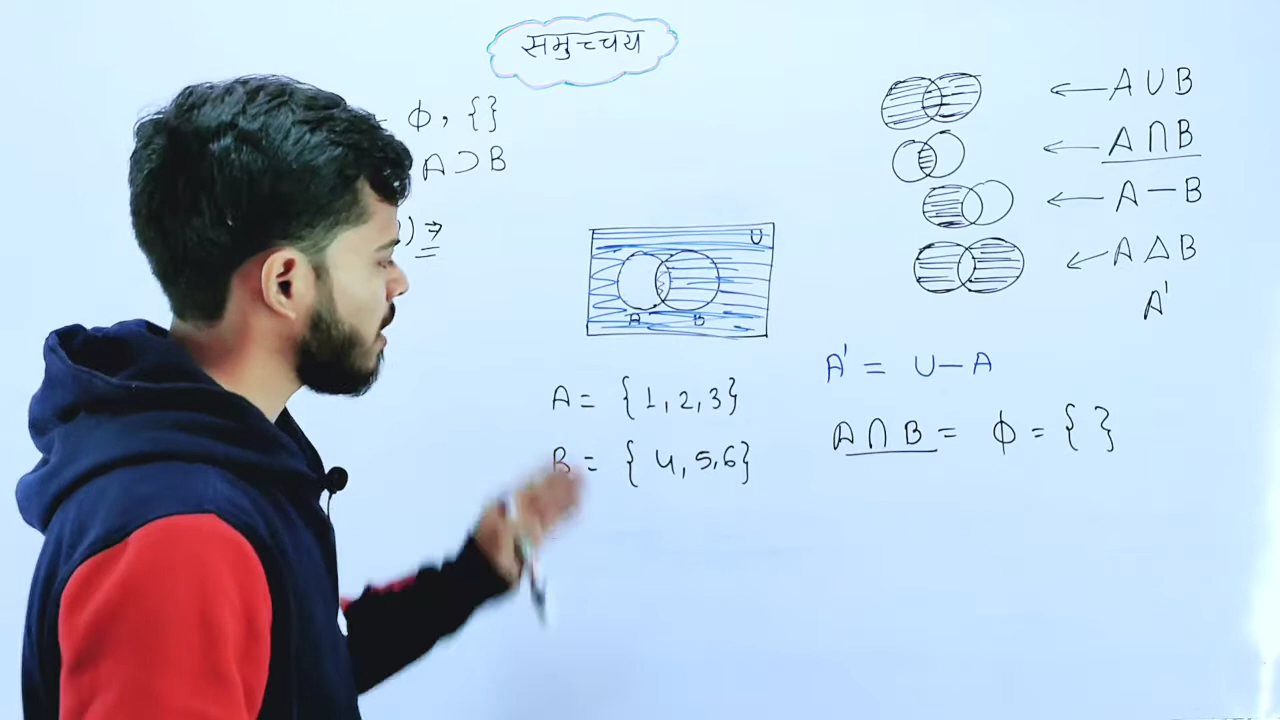 समुच्चय
ϕ, {}
A ⊃ B
) ⇒
U
A B
A = {1, 2, 3}
B = { 4, 5, 6}
← A ∪ B
← A ∩ B
← A − B
← A Δ B
A'
A' = U − A
A ∩ B = ϕ = { }